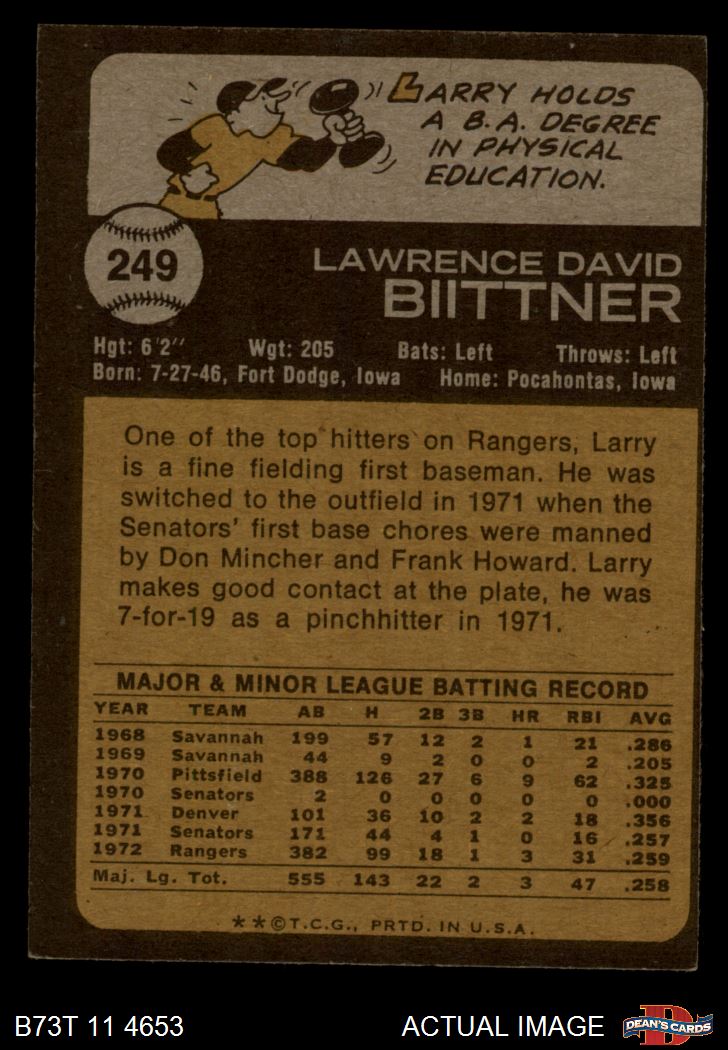 LARRY HOLDS
A B.A. DEGREE
IN PHYSICAL
EDUCATION.
249
LAWRENCE DAVID
BIITTNER
Hgt: 6'2" Wgt: 205 Bats: Left Throws: Left
Born: 7-27-46, Fort Dodge, Iowa Home: Pocahontas, Iowa
One of the top hitters on Rangers, Larry
is a fine fielding first baseman. He was
switched to the outfield in 1971 when the
Senators' first base chores were manned
by Don Mincher and Frank Howard. Larry
makes good contact at the plate, he was
7-for-19 as a pinchhitter in 1971.
MAJOR & MINOR LEAGUE BATTING RECORD
YEAR TEAM AB H 2B 3B HR RBI AVG
1968 Savannah 199 57 12 2 1 21 .286
1969 Savannah 44 9 2 0 0 2 .205
1970 Pittsfield 388 126 27 6 9 62 .325
1970 Senators 2 0 0 0 0 0 .000
1971 Denver 101 36 10 2 2 18 .356
1971 Senators 171 44 4 1 0 16 .257
1972 Rangers 382 99 18 1 3 31 .259
Maj. Lg. Tot. 555 143 22 2 3 47 .258
**©T.C.G., PRTD. IN U.S.A.
B73T 11 4653 ACTUAL IMAGE
D
DEAN'S CARDS